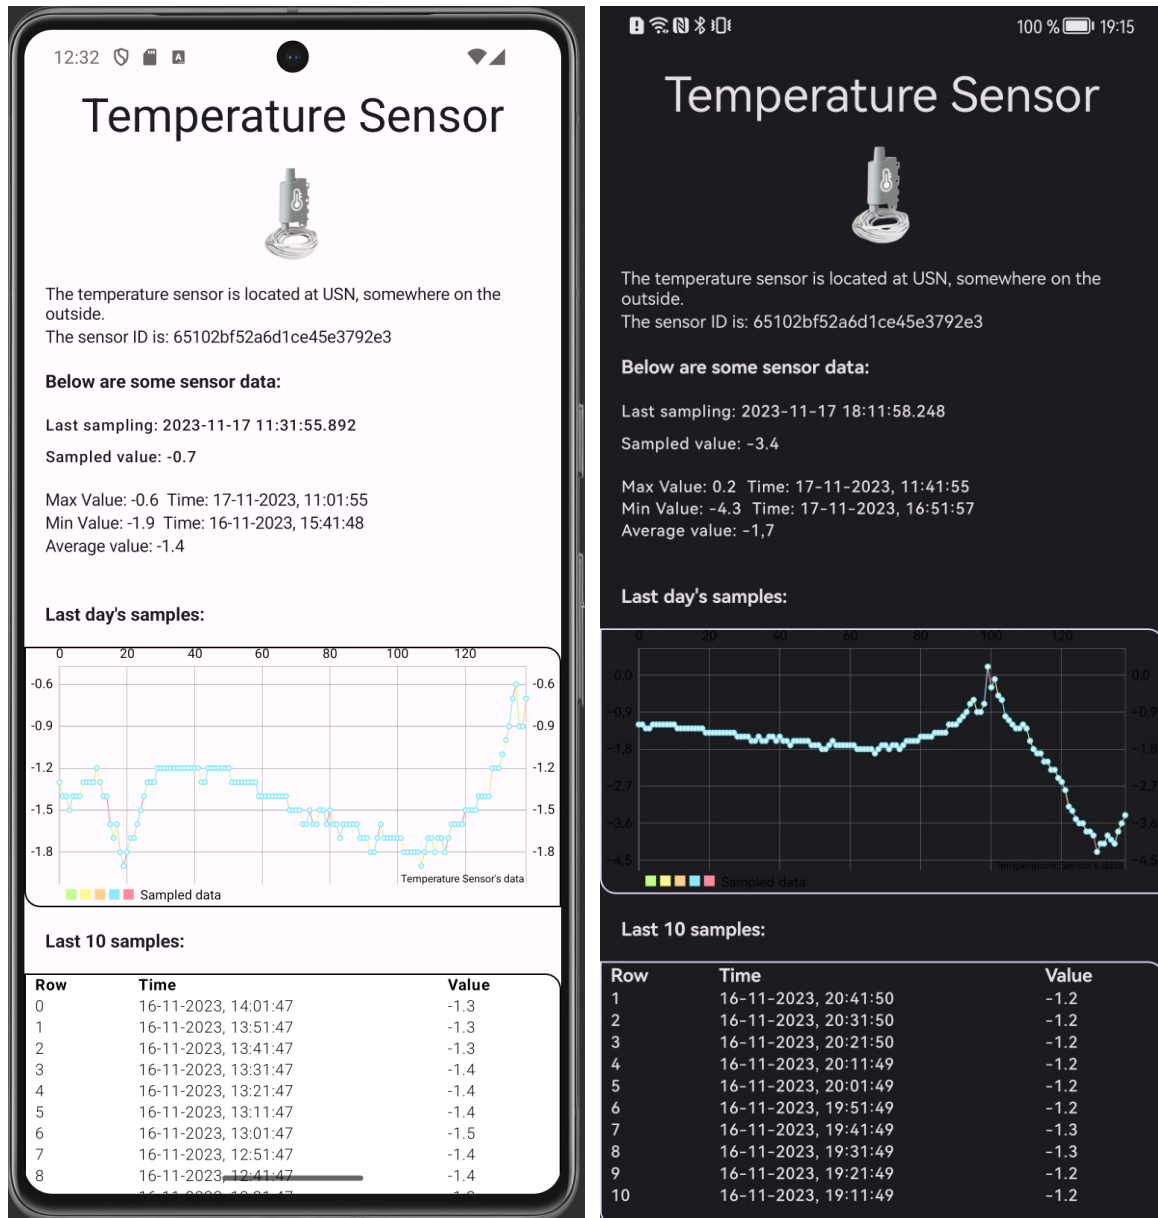 12:32
A
Temperature Sensor
The temperature sensor is located at USN, somewhere on the
outside.
The sensor ID is: 65102bf52a6d1ce45e3792e3
Below are some sensor data:
Last sampling: 2023-11-17 11:31:55.892
Sampled value: -0.7
Max Value: -0.6  Time: 17-11-2023, 11:01:55
Min Value: -1.9  Time: 16-11-2023, 15:41:48
Average value: -1.4
Last day's samples:
0 20 40 60 80 100 120
-0.6 -0.6
-0.9 -0.9
-1.2 -1.2
-1.5 -1.5
-1.8 -1.8
Temperature Sensor's data
Sampled data
Last 10 samples:
Row Time Value
0 16-11-2023, 14:01:47 -1.3
1 16-11-2023, 13:51:47 -1.3
2 16-11-2023, 13:41:47 -1.3
3 16-11-2023, 13:31:47 -1.4
4 16-11-2023, 13:21:47 -1.4
5 16-11-2023, 13:11:47 -1.4
6 16-11-2023, 13:01:47 -1.5
7 16-11-2023, 12:51:47 -1.4
8 16-11-2023, 12:41:47 -1.4
100 % 19:15
Temperature Sensor
The temperature sensor is located at USN, somewhere on the
outside.
The sensor ID is: 65102bf52a6d1ce45e3792e3
Below are some sensor data:
Last sampling: 2023-11-17 18:11:58.248
Sampled value: -3.4
Max Value: 0.2  Time: 17-11-2023, 11:41:55
Min Value: -4.3  Time: 17-11-2023, 16:51:57
Average value: -1,7
Last day's samples:
0 20 40 60 80 100 120
0,0 0,0
-0,9 -0,9
-1,8 -1,8
-2,7 -2,7
-3,6 -3,6
-4,5 -4,5
Temperature Sensor's data
Sampled data
Last 10 samples:
Row Time Value
1 16-11-2023, 20:41:50 -1.2
2 16-11-2023, 20:31:50 -1.2
3 16-11-2023, 20:21:50 -1.2
4 16-11-2023, 20:11:49 -1.2
5 16-11-2023, 20:01:49 -1.2
6 16-11-2023, 19:51:49 -1.2
7 16-11-2023, 19:41:49 -1.3
8 16-11-2023, 19:31:49 -1.3
9 16-11-2023, 19:21:49 -1.2
10 16-11-2023, 19:11:49 -1.2